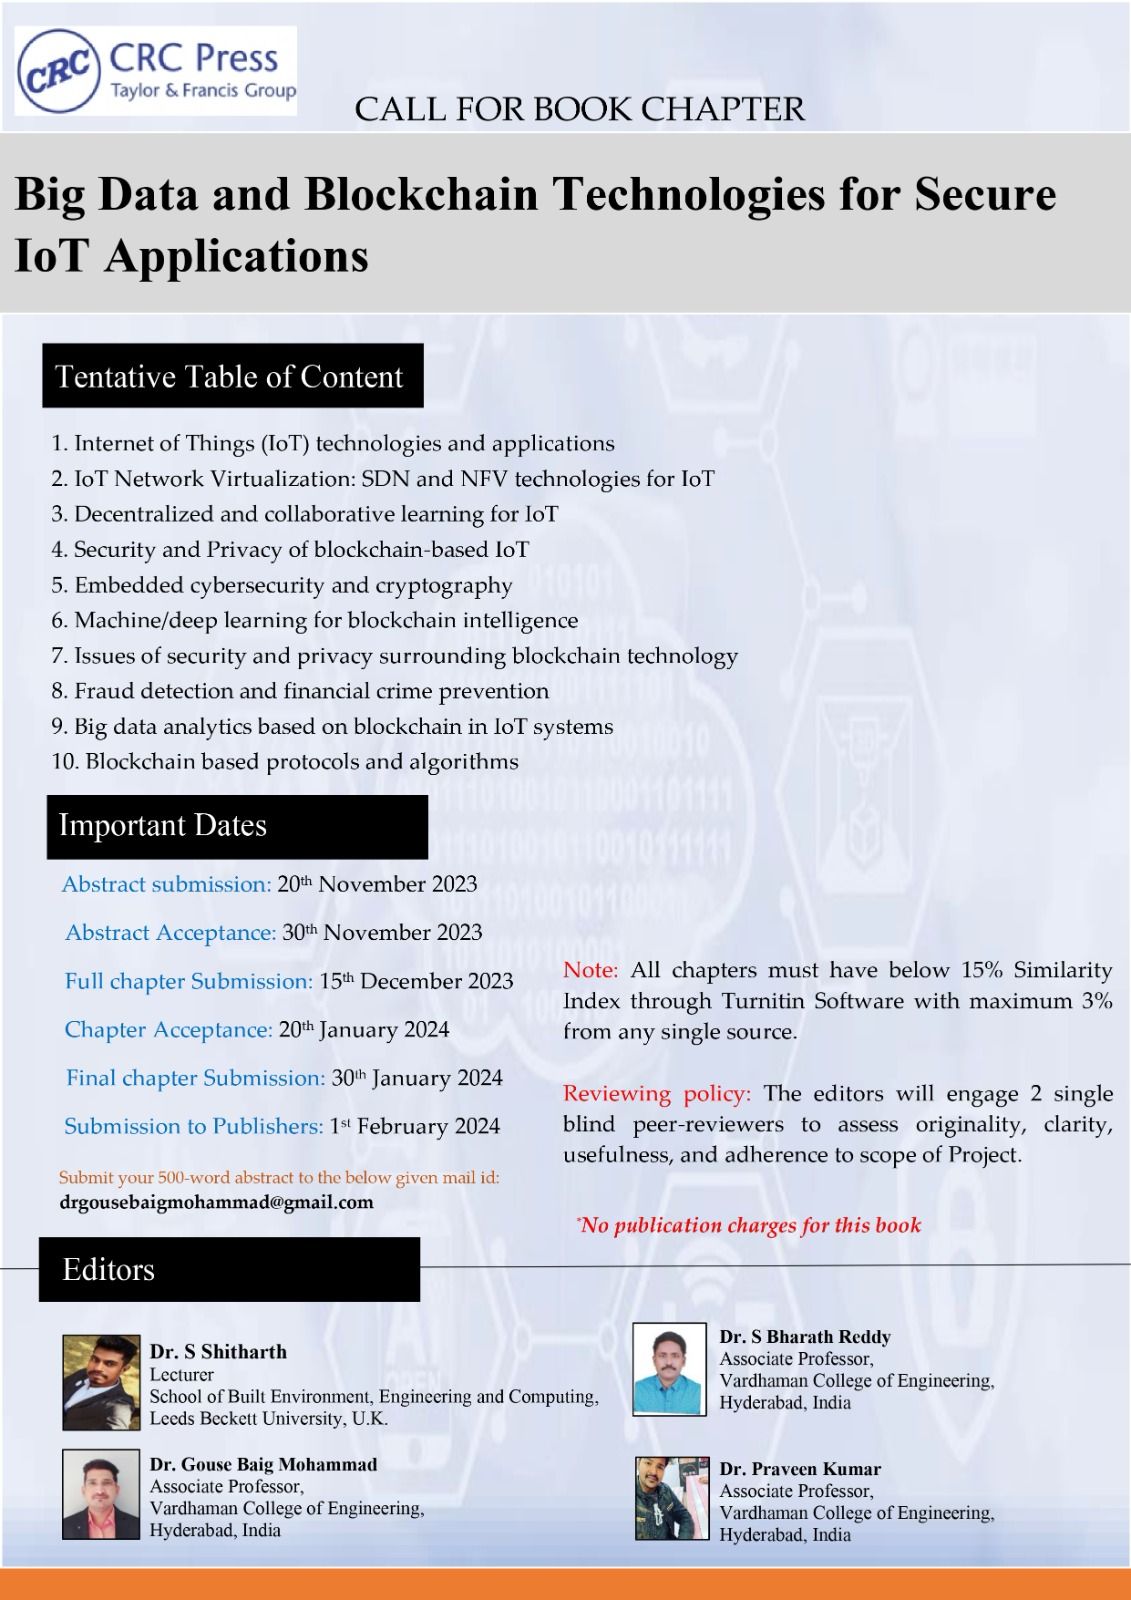 CRC
CRC Press
Taylor & Francis Group
CALL FOR BOOK CHAPTER
Big Data and Blockchain Technologies for Secure
IoT Applications
Tentative Table of Content
1. Internet of Things (IoT) technologies and applications
2. IoT Network Virtualization: SDN and NFV technologies for IoT
3. Decentralized and collaborative learning for IoT
4. Security and Privacy of blockchain-based IoT
5. Embedded cybersecurity and cryptography
6. Machine/deep learning for blockchain intelligence
7. Issues of security and privacy surrounding blockchain technology
8. Fraud detection and financial crime prevention
9. Big data analytics based on blockchain in IoT systems
10. Blockchain based protocols and algorithms
Important Dates
Abstract submission: 20th November 2023
Abstract Acceptance: 30th November 2023
Full chapter Submission: 15th December 2023
Chapter Acceptance: 20th January 2024
Final chapter Submission: 30th January 2024
Submission to Publishers: 1st February 2024
Submit your 500-word abstract to the below given mail id:
drgousebaigmohammad@gmail.com
Note: All chapters must have below 15% Similarity
Index through Turnitin Software with maximum 3%
from any single source.
Reviewing policy: The editors will engage 2 single
blind peer-reviewers to assess originality, clarity,
usefulness, and adherence to scope of Project.
*No publication charges for this book
Editors
Dr. S Shitharth
Lecturer
School of Built Environment, Engineering and Computing,
Leeds Beckett University, U.K.
Dr. S Bharath Reddy
Associate Professor,
Vardhaman College of Engineering,
Hyderabad, India
Dr. Gouse Baig Mohammad
Associate Professor,
Vardhaman College of Engineering,
Hyderabad, India
Dr. Praveen Kumar
Associate Professor,
Vardhaman College of Engineering,
Hyderabad, India